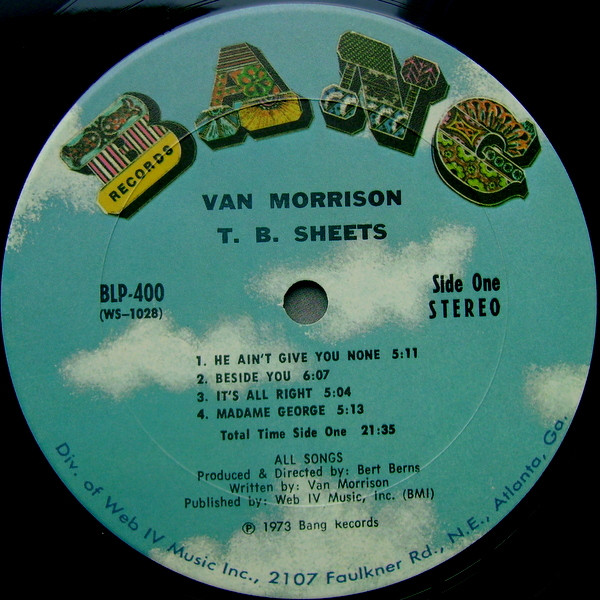 BANG
RECORDS
VAN MORRISON
T. B. SHEETS
BLP-400
(WS-1028)
Side One
STEREO
1. HE AIN'T GIVE YOU NONE 5:11
2. BESIDE YOU 6:07
3. IT'S ALL RIGHT 5:04
4. MADAME GEORGE 5:13
Total Time Side One 21:35
ALL SONGS
Produced & Directed by: Bert Berns
Written by: Van Morrison
Published by: Web IV Music, inc. (BMI)
℗ 1973 Bang Records
Div. of Web IV Music Inc., 2107 Faulkner Rd., N.E., Atlanta, Ga.